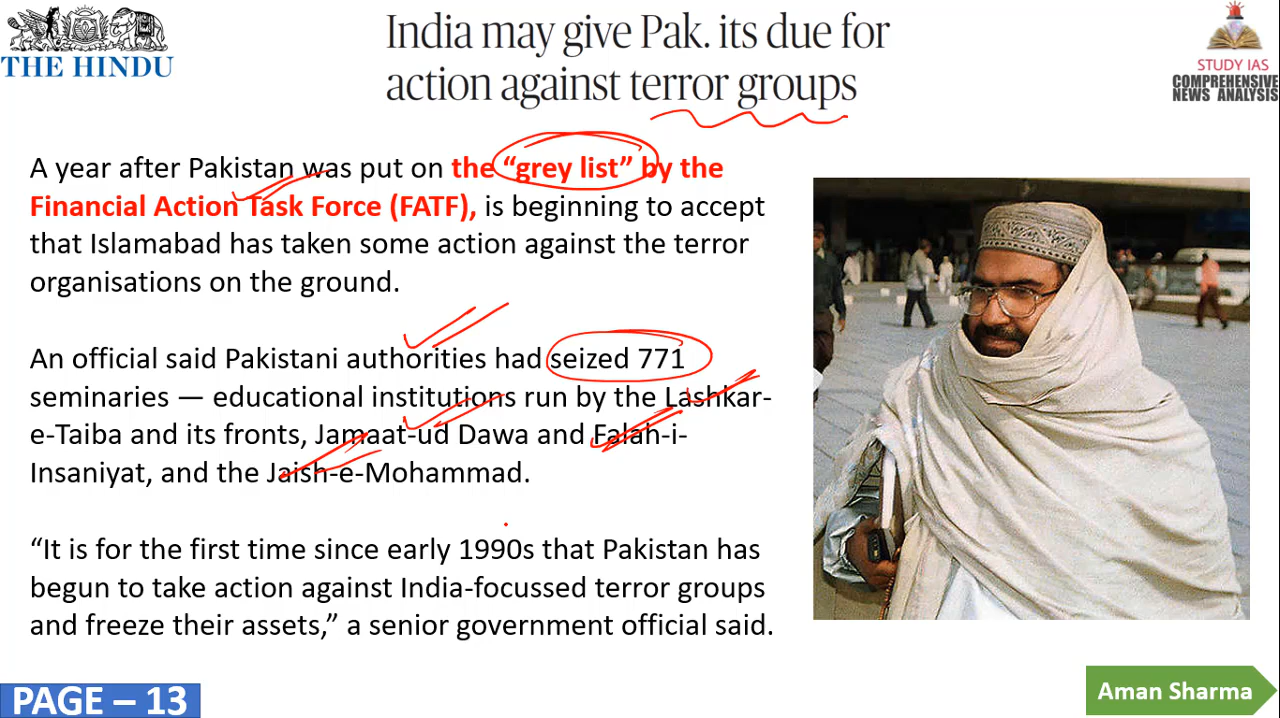 THE HINDU
India may give Pak. its due for
action against terror groups
STUDY IAS
COMPREHENSIVE
NEWS ANALYSIS
A year after Pakistan was put on the “grey list” by the
Financial Action Task Force (FATF), is beginning to accept
that Islamabad has taken some action against the terror
organisations on the ground.
An official said Pakistani authorities had seized 771
seminaries — educational institutions run by the Lashkar-
e-Taiba and its fronts, Jamaat-ud Dawa and Falah-i-
Insaniyat, and the Jaish-e-Mohammad.
“It is for the first time since early 1990s that Pakistan has
begun to take action against India-focussed terror groups
and freeze their assets,” a senior government official said.
PAGE – 13
Aman Sharma